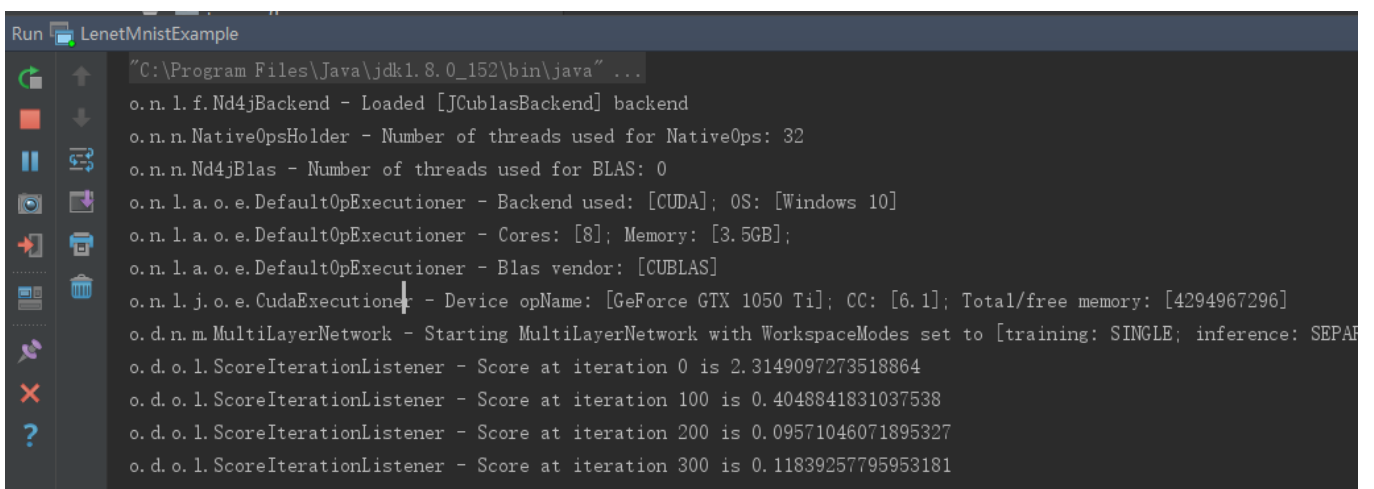 Run LenetMnistExample
"C:\Program Files\Java\jdk1.8.0_152\bin\java" ...
o.n.l.f.Nd4jBackend - Loaded [JCublasBackend] backend
o.n.n.NativeOpsHolder - Number of threads used for NativeOps: 32
o.n.n.Nd4jBlas - Number of threads used for BLAS: 0
o.n.l.a.o.e.DefaultOpExecutioner - Backend used: [CUDA]; OS: [Windows 10]
o.n.l.a.o.e.DefaultOpExecutioner - Cores: [8]; Memory: [3.5GB];
o.n.l.a.o.e.DefaultOpExecutioner - Blas vendor: [CUBLAS]
o.n.l.j.o.e.CudaExecutioner - Device opName: [GeForce GTX 1050 Ti]; CC: [6.1]; Total/free memory: [4294967296]
o.d.n.m.MultiLayerNetwork - Starting MultiLayerNetwork with WorkspaceModes set to [training: SINGLE; inference: SEPAR
o.d.o.l.ScoreIterationListener - Score at iteration 0 is 2.3149097273518864
o.d.o.l.ScoreIterationListener - Score at iteration 100 is 0.4048841831037538
o.d.o.l.ScoreIterationListener - Score at iteration 200 is 0.09571046071895327
o.d.o.l.ScoreIterationListener - Score at iteration 300 is 0.11839257795953181